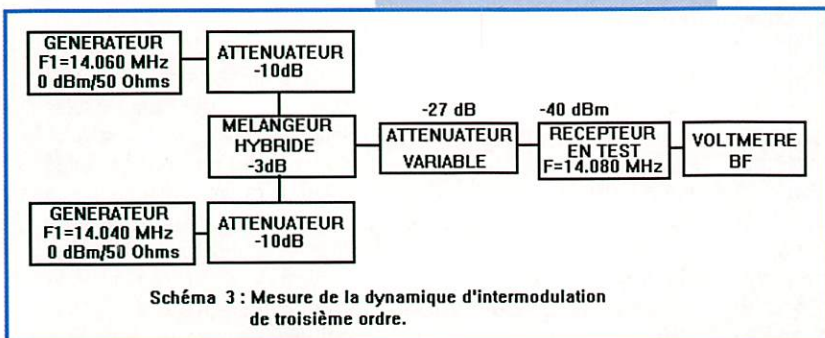 GENERATEUR
F1=14.060 MHz
0 dBm/50 Ohms
ATTENUATEUR
-10dB
MELANGEUR
HYBRIDE
-3dB
-27 dB
ATTENUATEUR
VARIABLE
-40 dBm
RECEPTEUR
EN TEST
F=14.080 MHz
VOLTMETRE
BF
GENERATEUR
F1=14.040 MHz
0 dBm/50 Ohms
ATTENUATEUR
-10dB
Schéma 3 : Mesure de la dynamique d'intermodulation
de troisième ordre.